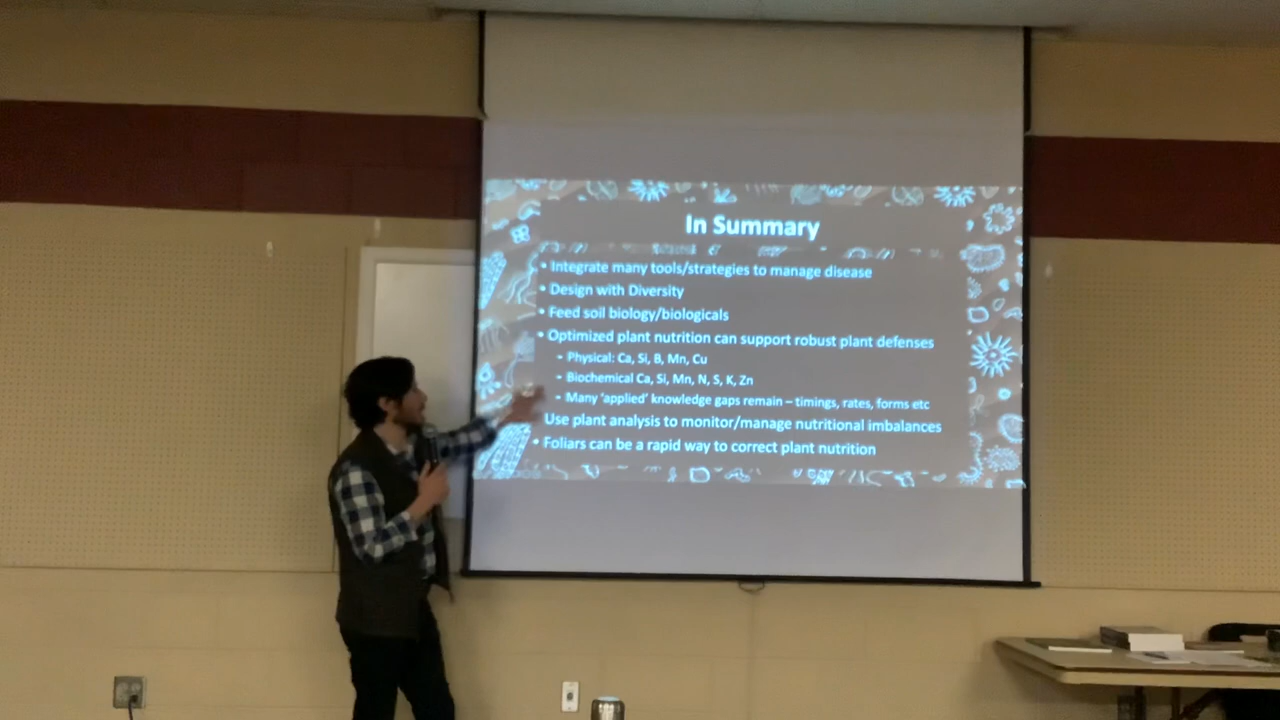 In Summary
• Integrate many tools/strategies to manage disease
• Design with Diversity
• Feed soil biology/biologicals
• Optimized plant nutrition can support robust plant defenses
- Physical: Ca, Si, B, Mn, Cu
- Biochemical Ca, Si, Mn, N, S, K, Zn
- Many 'applied' knowledge gaps remain – timings, rates, forms etc
Use plant analysis to monitor/manage nutritional imbalances
• Foliars can be a rapid way to correct plant nutrition